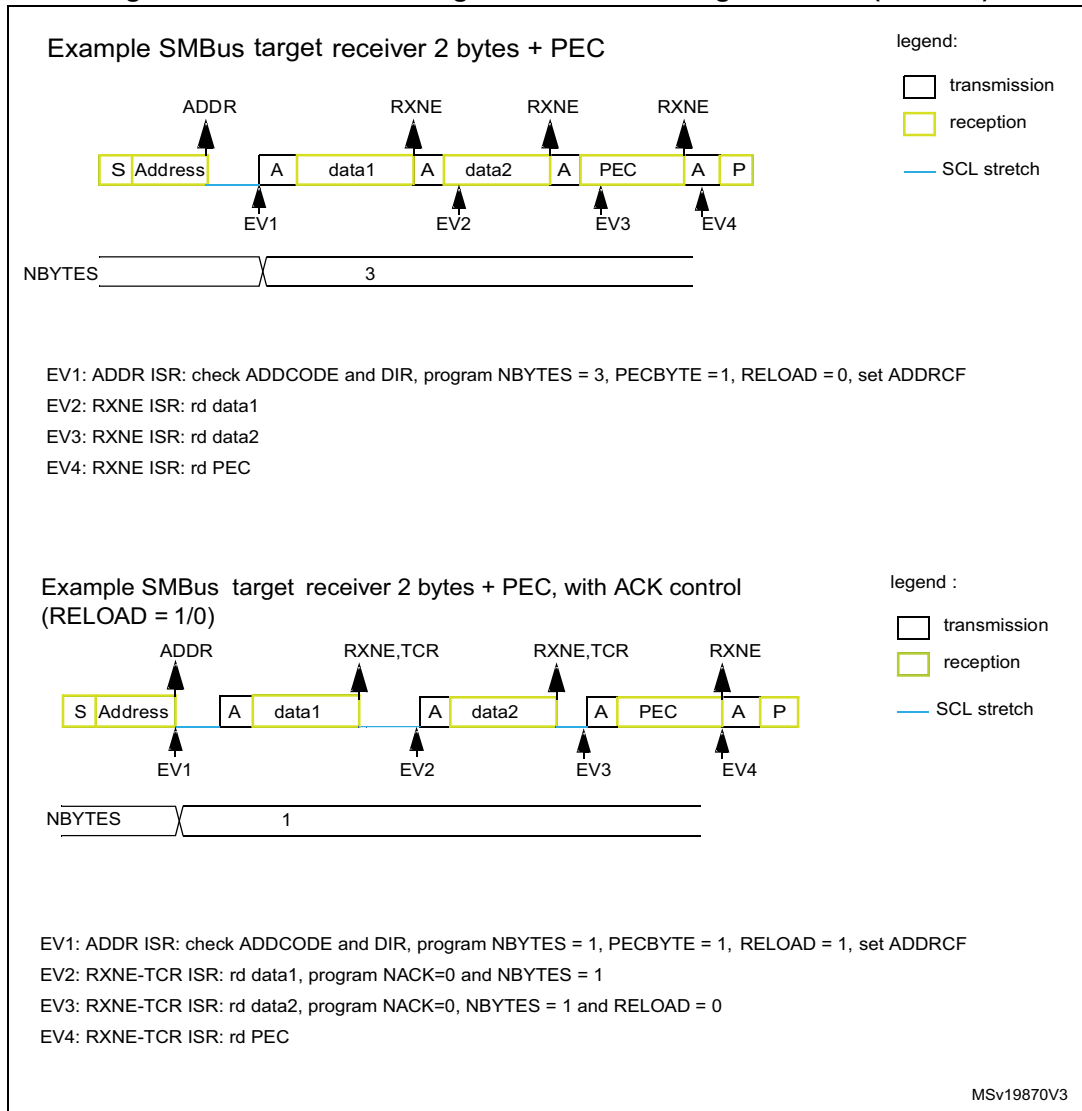 Example SMBus target receiver 2 bytes + PEC
legend:
transmission
reception
SCL stretch
ADDR RXNE RXNE RXNE
S Address A data1 A data2 A PEC A P
EV1 EV2 EV3 EV4
NBYTES 3
EV1: ADDR ISR: check ADDCODE and DIR, program NBYTES = 3, PECBYTE =1, RELOAD = 0, set ADDRCF
EV2: RXNE ISR: rd data1
EV3: RXNE ISR: rd data2
EV4: RXNE ISR: rd PEC
Example SMBus target receiver 2 bytes + PEC, with ACK control
(RELOAD = 1/0)
legend :
transmission
reception
SCL stretch
ADDR RXNE,TCR RXNE,TCR RXNE
S Address A data1 A data2 A PEC A P
EV1 EV2 EV3 EV4
NBYTES 1
EV1: ADDR ISR: check ADDCODE and DIR, program NBYTES = 1, PECBYTE = 1, RELOAD = 1, set ADDRCF
EV2: RXNE-TCR ISR: rd data1, program NACK=0 and NBYTES = 1
EV3: RXNE-TCR ISR: rd data2, program NACK=0, NBYTES = 1 and RELOAD = 0
EV4: RXNE-TCR ISR: rd PEC
MSv19870V3